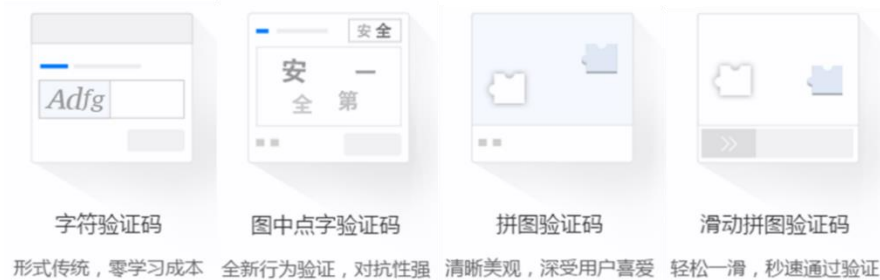 Adfg
安全
安 一
全 第
字符验证码
图中点字验证码
拼图验证码
滑动拼图验证码
形式传统，零学习成本
全新行为验证，对抗性强
清晰美观，深受用户喜爱
轻松一滑，秒速通过验证